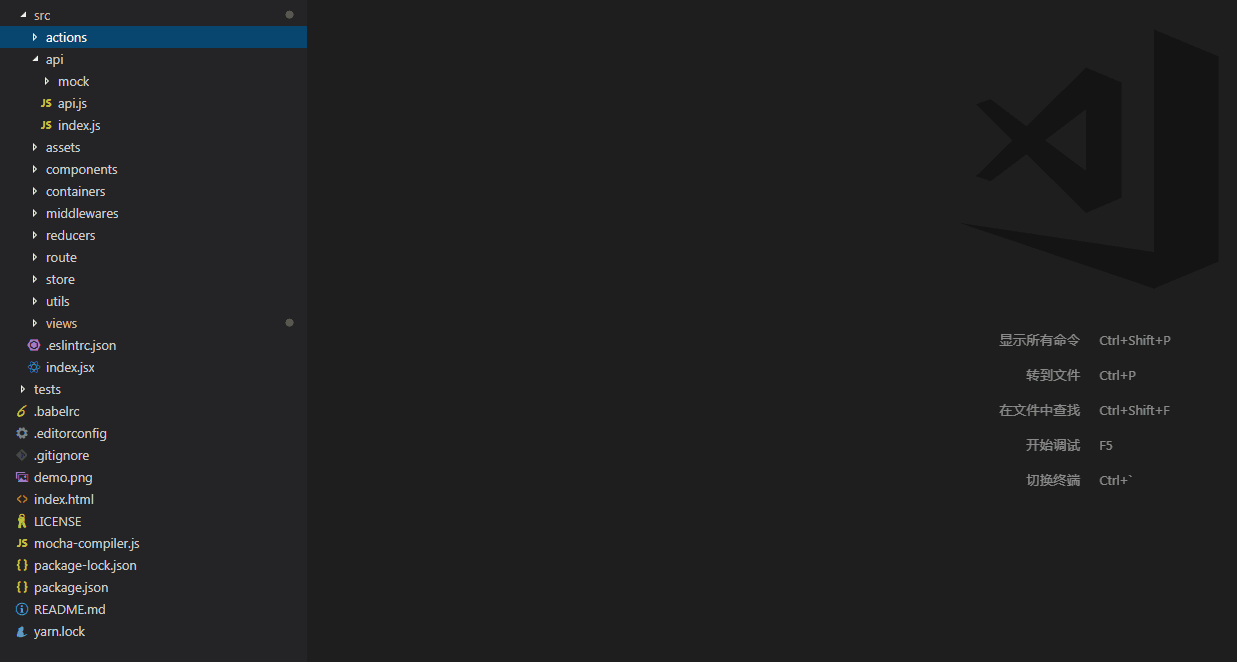 src
actions
api
mock
JS api.js
JS index.js
assets
components
containers
middlewares
reducers
route
store
utils
views
.eslintrc.json
index.jsx
tests
.babelrc
.editorconfig
.gitignore
demo.png
index.html
LICENSE
JS mocha-compiler.js
{} package-lock.json
{} package.json
README.md
yarn.lock
显示所有命令 Ctrl+Shift+P
转到文件 Ctrl+P
在文件中查找 Ctrl+Shift+F
开始调试 F5
切换终端 Ctrl+`